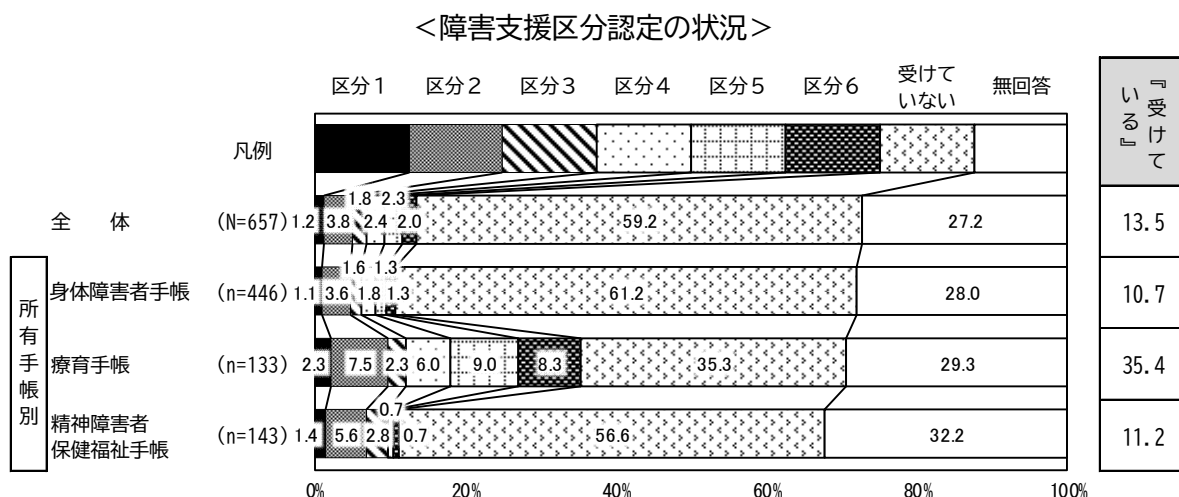 ＜障害支援区分認定の状況＞
区分１ 区分２ 区分３ 区分４ 区分５ 区分６ 受けていない 無回答
『受けている』
凡例
全　体 (N=657) 1.2 3.8 1.8 2.4 2.3 2.0 59.2 27.2 13.5
所有手帳別
身体障害者手帳 (n=446) 1.1 3.6 1.6 1.8 1.3 1.3 61.2 28.0 10.7
療育手帳 (n=133) 2.3 7.5 2.3 6.0 9.0 8.3 35.3 29.3 35.4
精神障害者
保健福祉手帳 (n=143) 1.4 5.6 2.8 0.7 0.7 56.6 32.2 11.2
0% 20% 40% 60% 80% 100%